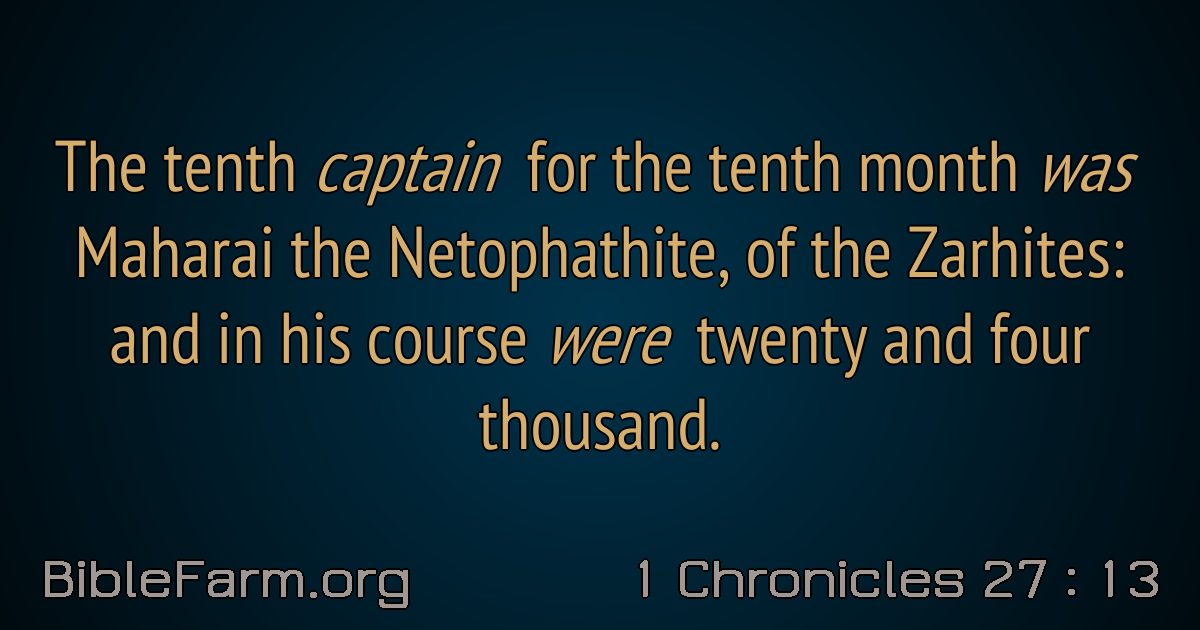 The tenth captain for the tenth month was
Maharai the Netophathite, of the Zarhites:
and in his course were twenty and four
thousand.
BibleFarm.org
1 Chronicles 27 : 13